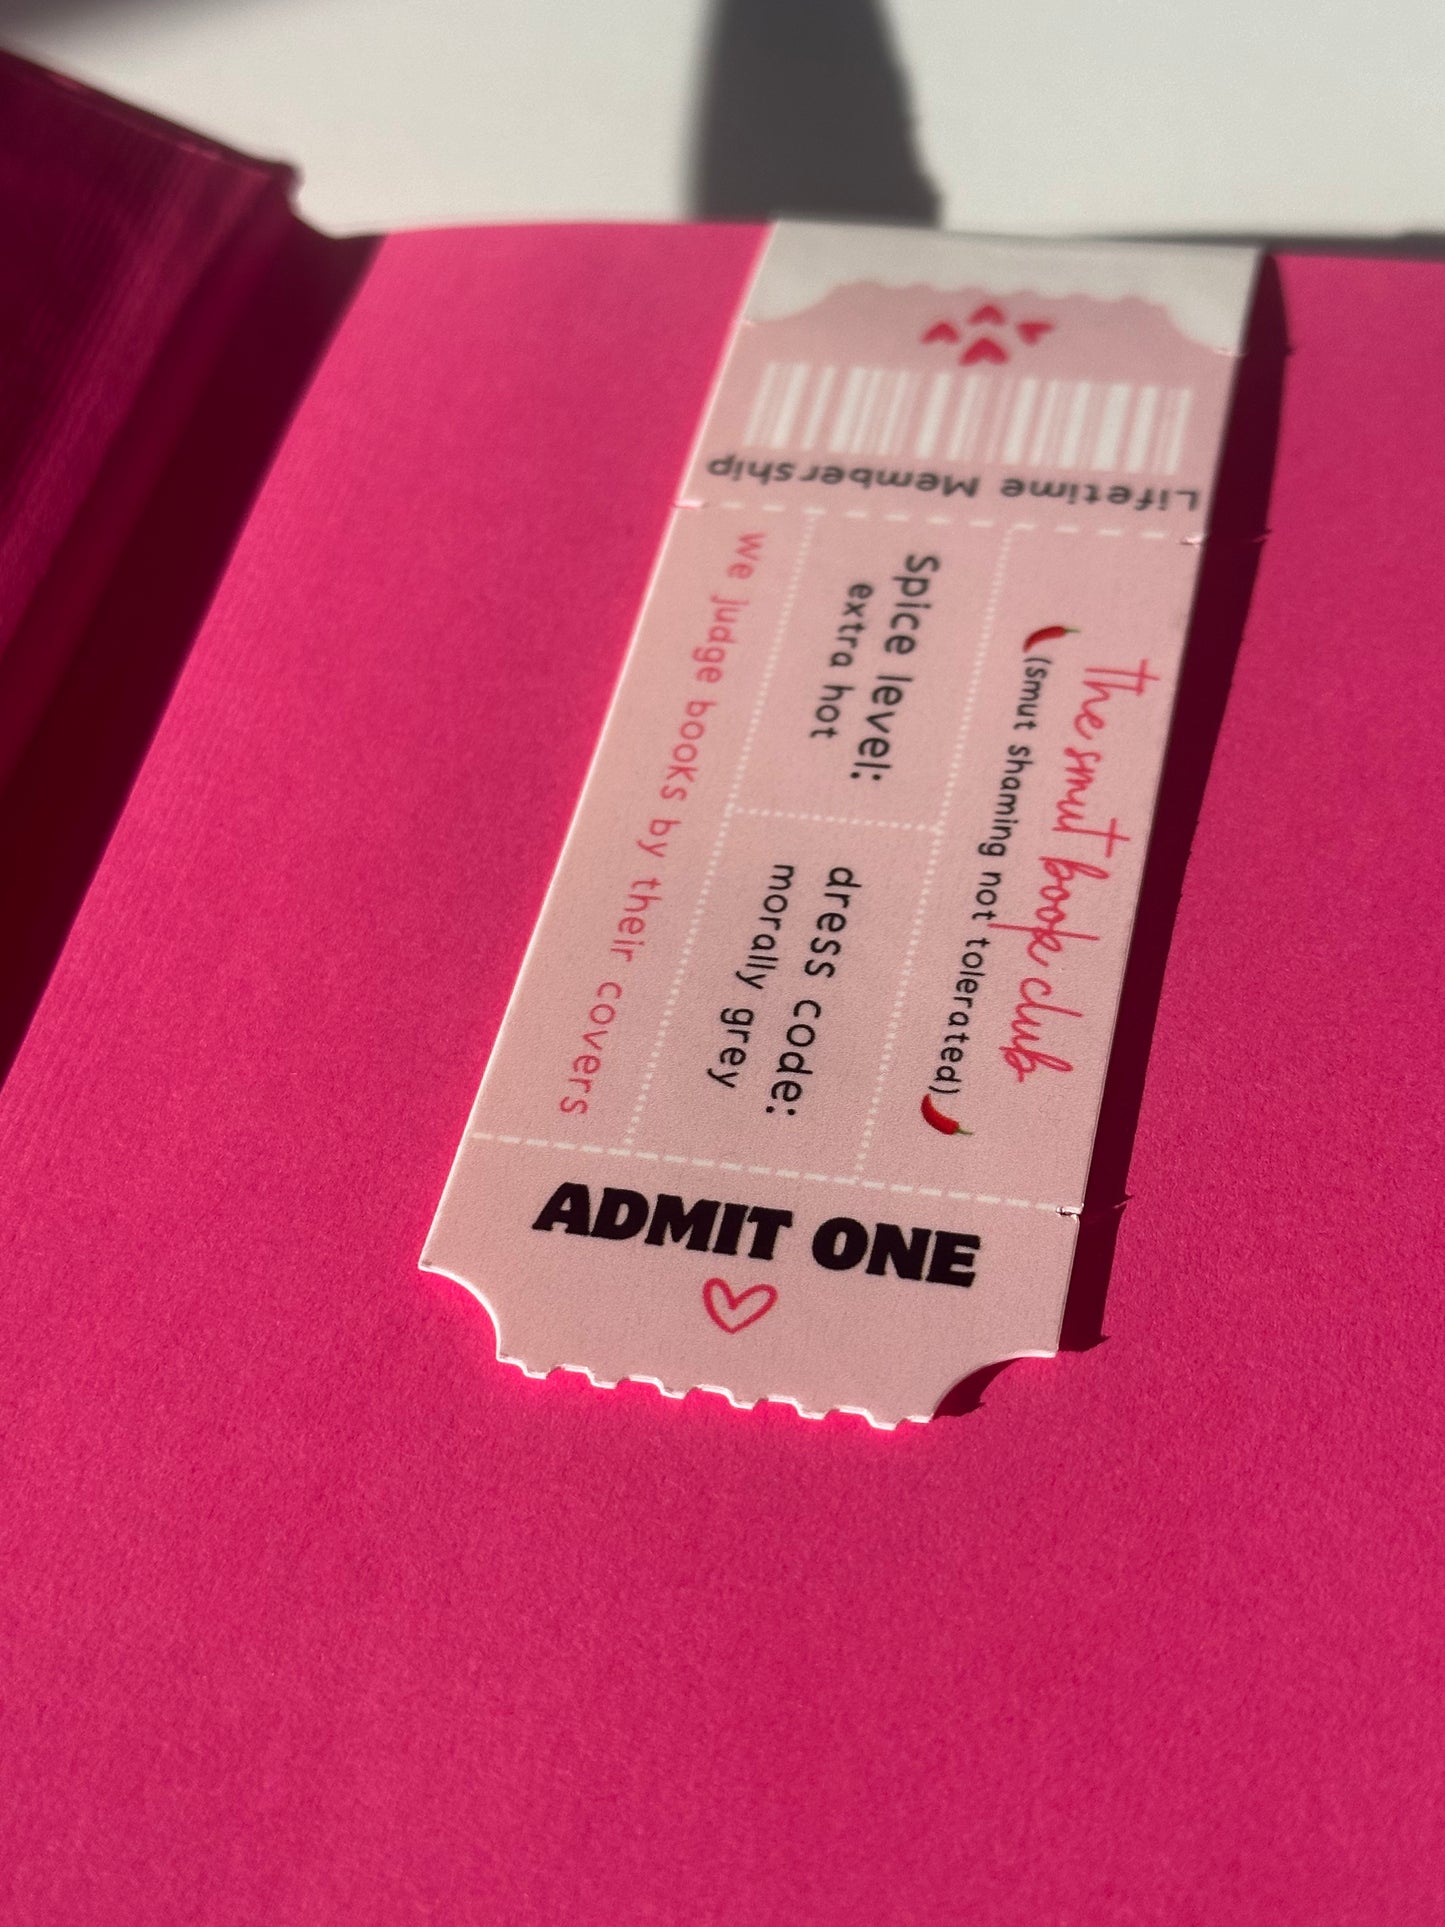 Lifetime Membership
the smut book club
(smut shaming not tolerated)
Spice level:
extra hot
dress code:
morally grey
we judge books by their covers
ADMIT ONE